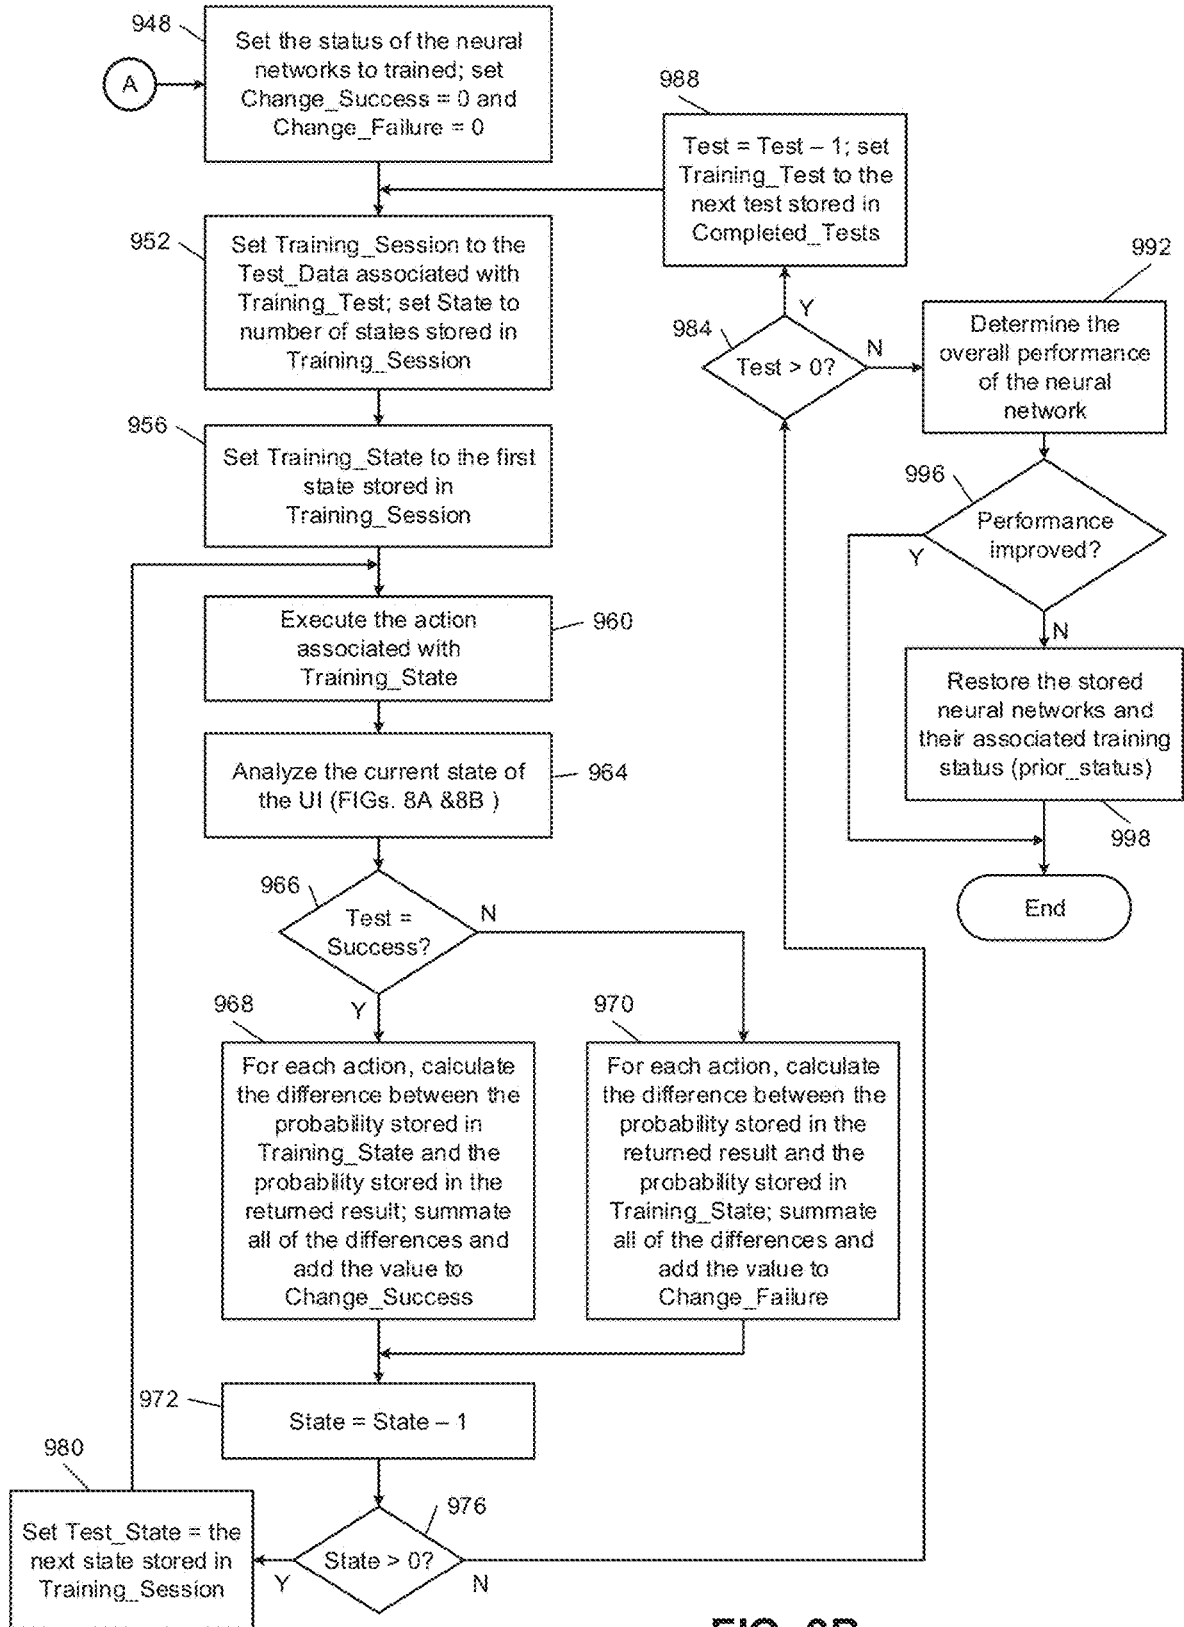 948
Set the status of the neural
networks to trained; set
Change_Success = 0 and
Change_Failure = 0
A
988
Test = Test – 1; set
Training_Test to the
next test stored in
Completed_Tests
952
Set Training_Session to the
Test_Data associated with
Training_Test; set State to
number of states stored in
Training_Session
984
Test > 0?
Y
N
992
Determine the
overall performance
of the neural
network
956
Set Training_State to the first
state stored in
Training_Session
996
Performance
improved?
Y
N
960
Execute the action
associated with
Training_State
Restore the stored
neural networks and
their associated training
status (prior_status)
998
964
Analyze the current state of
the UI (FIGs. 8A &8B )
End
966
Test =
Success?
N
Y
968
For each action, calculate
the difference between the
probability stored in
Training_State and the
probability stored in the
returned result; summate
all of the differences and
add the value to
Change_Success
970
For each action, calculate
the difference between the
probability stored in the
returned result and the
probability stored in
Training_State; summate
all of the differences and
add the value to
Change_Failure
972
State = State – 1
980
Set Test_State = the
next state stored in
Training_Session
976
State > 0?
Y
N